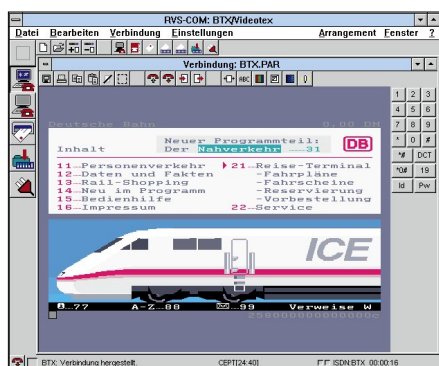 RVS-COM: BTX/Videotex
Datei Bearbeiten Verbindung Einstellungen Arrangement Fenster ?
Verbindung: BTX.PAR
ABC
Deutsche Bahn 0,00 DM
Neuer Programmteil:
Inhalt Der Nahverkehr 31
DB
11 Personenverkehr 21 Reise-Terminal
12 Daten und Fakten -Fahrpläne
13 Rail-Shopping -Fahrscheine
14 Neu im Programm -Reservierung
15 Bedienhilfe -Vorbestellung
16 Impressum 22 Service
ICE
77 A-Z 88 99 Verweise W
1 2 3
4 5 6
7 8 9
* 0 #
*# DCT
*0# 19
Id Pw
BTX: Verbindung hergestellt. CEPT[24:40] ISDN:BTX 00:00:16